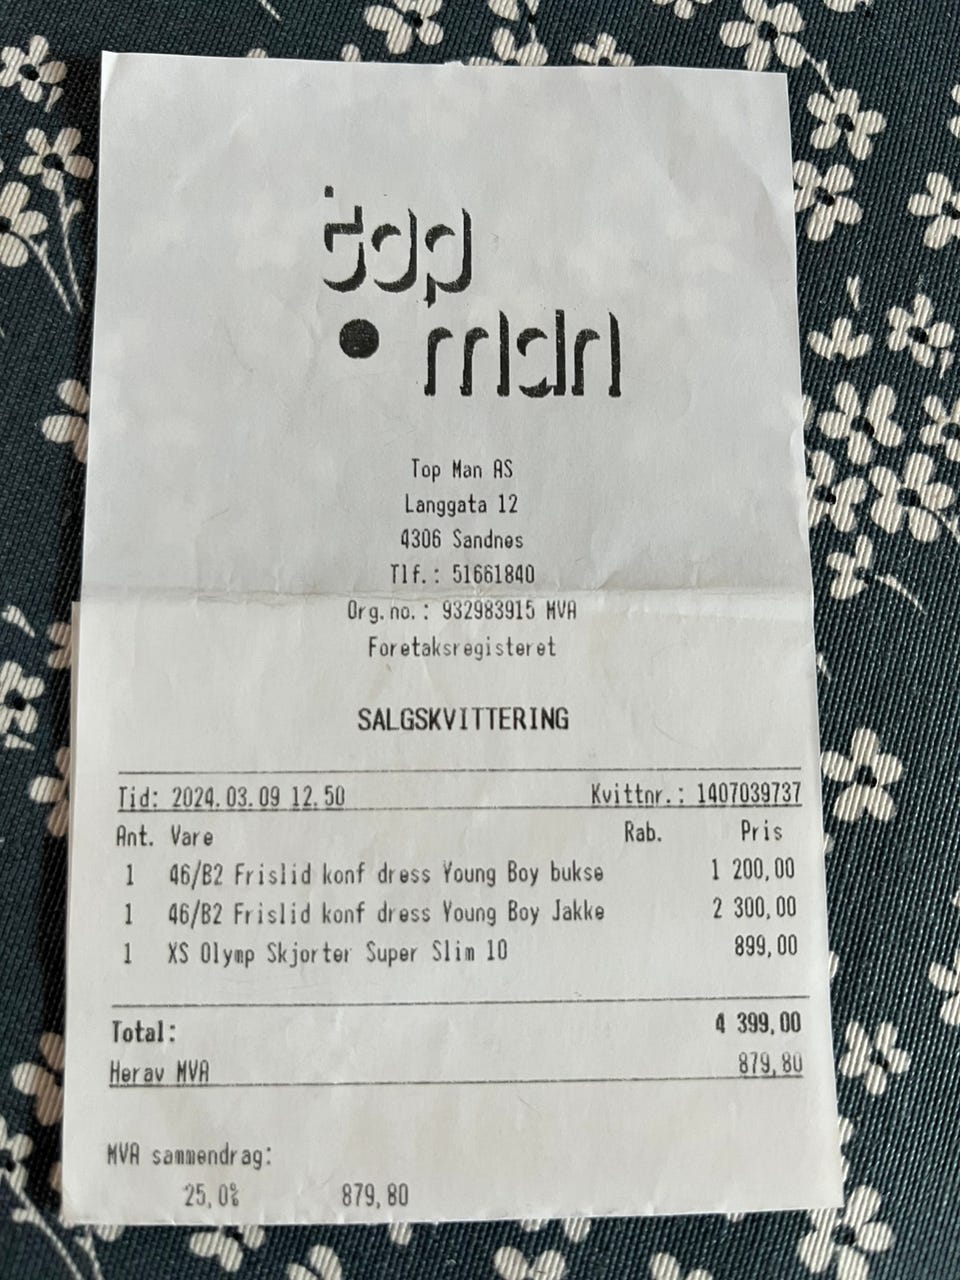 top
man
Top Man AS
Langgata 12
4306 Sandnes
Tlf.: 51661840
Org.no.: 932983915 MVA
Foretaksregisteret
SALGSKVITTERING
Tid: 2024.03.09 12.50 Kvittnr.: 1407039737
Ant. Vare Rab. Pris
1 46/B2 Frislid konf dress Young Boy bukse 1 200,00
1 46/B2 Frislid konf dress Young Boy Jakke 2 300,00
1 XS Olymp Skjorter Super Slim 10 899,00
Total: 4 399,00
Herav MVA 879,80
MVA sammendrag:
25,0% 879,80